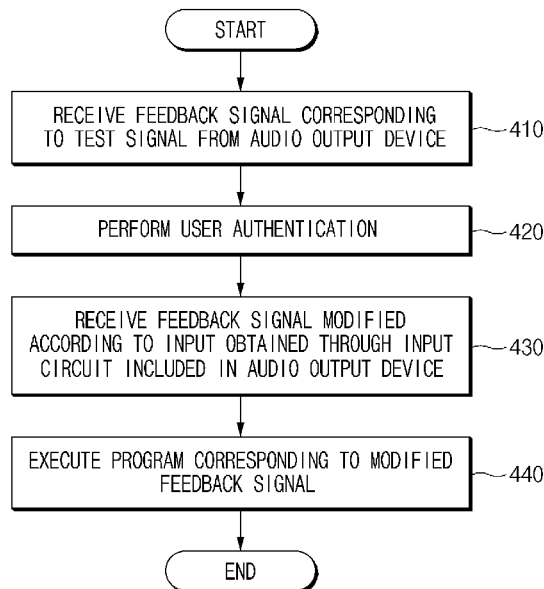 START
RECEIVE FEEDBACK SIGNAL CORRESPONDING
TO TEST SIGNAL FROM AUDIO OUTPUT DEVICE
410
PERFORM USER AUTHENTICATION
420
RECEIVE FEEDBACK SIGNAL MODIFIED
ACCORDING TO INPUT OBTAINED THROUGH INPUT
CIRCUIT INCLUDED IN AUDIO OUTPUT DEVICE
430
EXECUTE PROGRAM CORRESPONDING TO MODIFIED
FEEDBACK SIGNAL
440
END